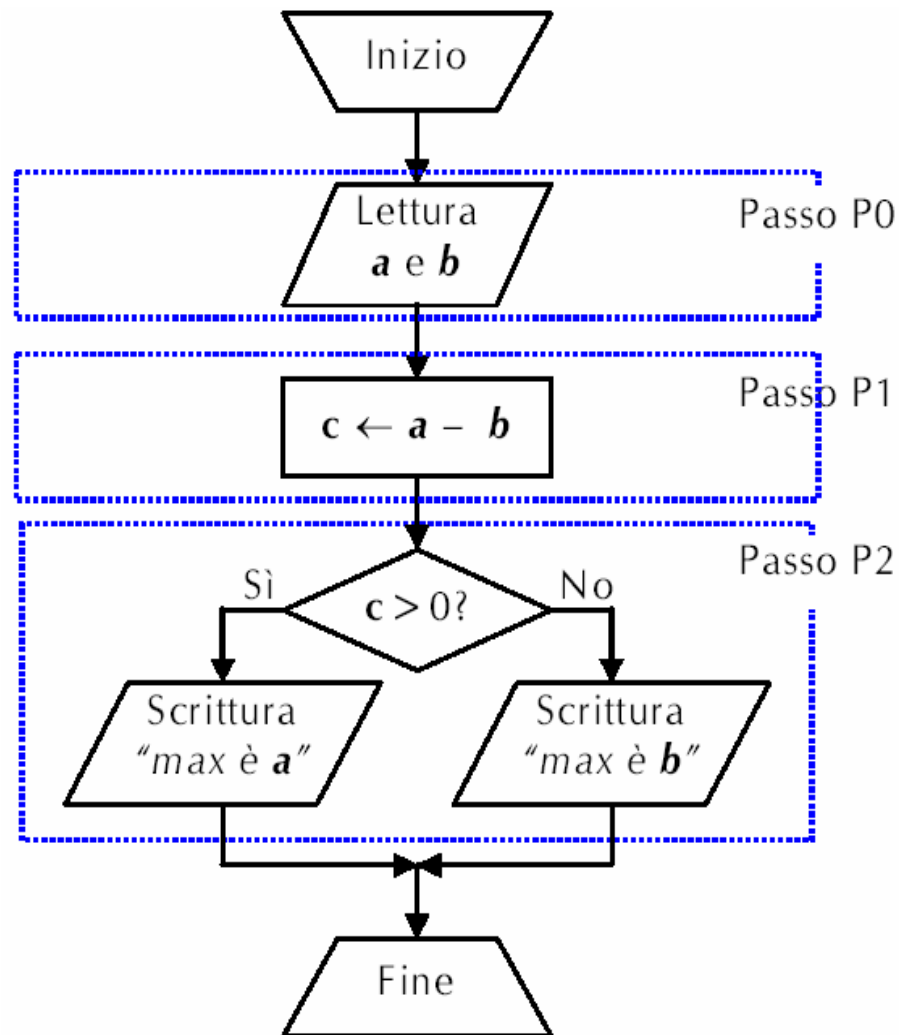 Inizio
Lettura
a e b
Passo P0
c ← a – b
Passo P1
Passo P2
Sì
c > 0?
No
Scrittura
“max è a”
Scrittura
“max è b”
Fine